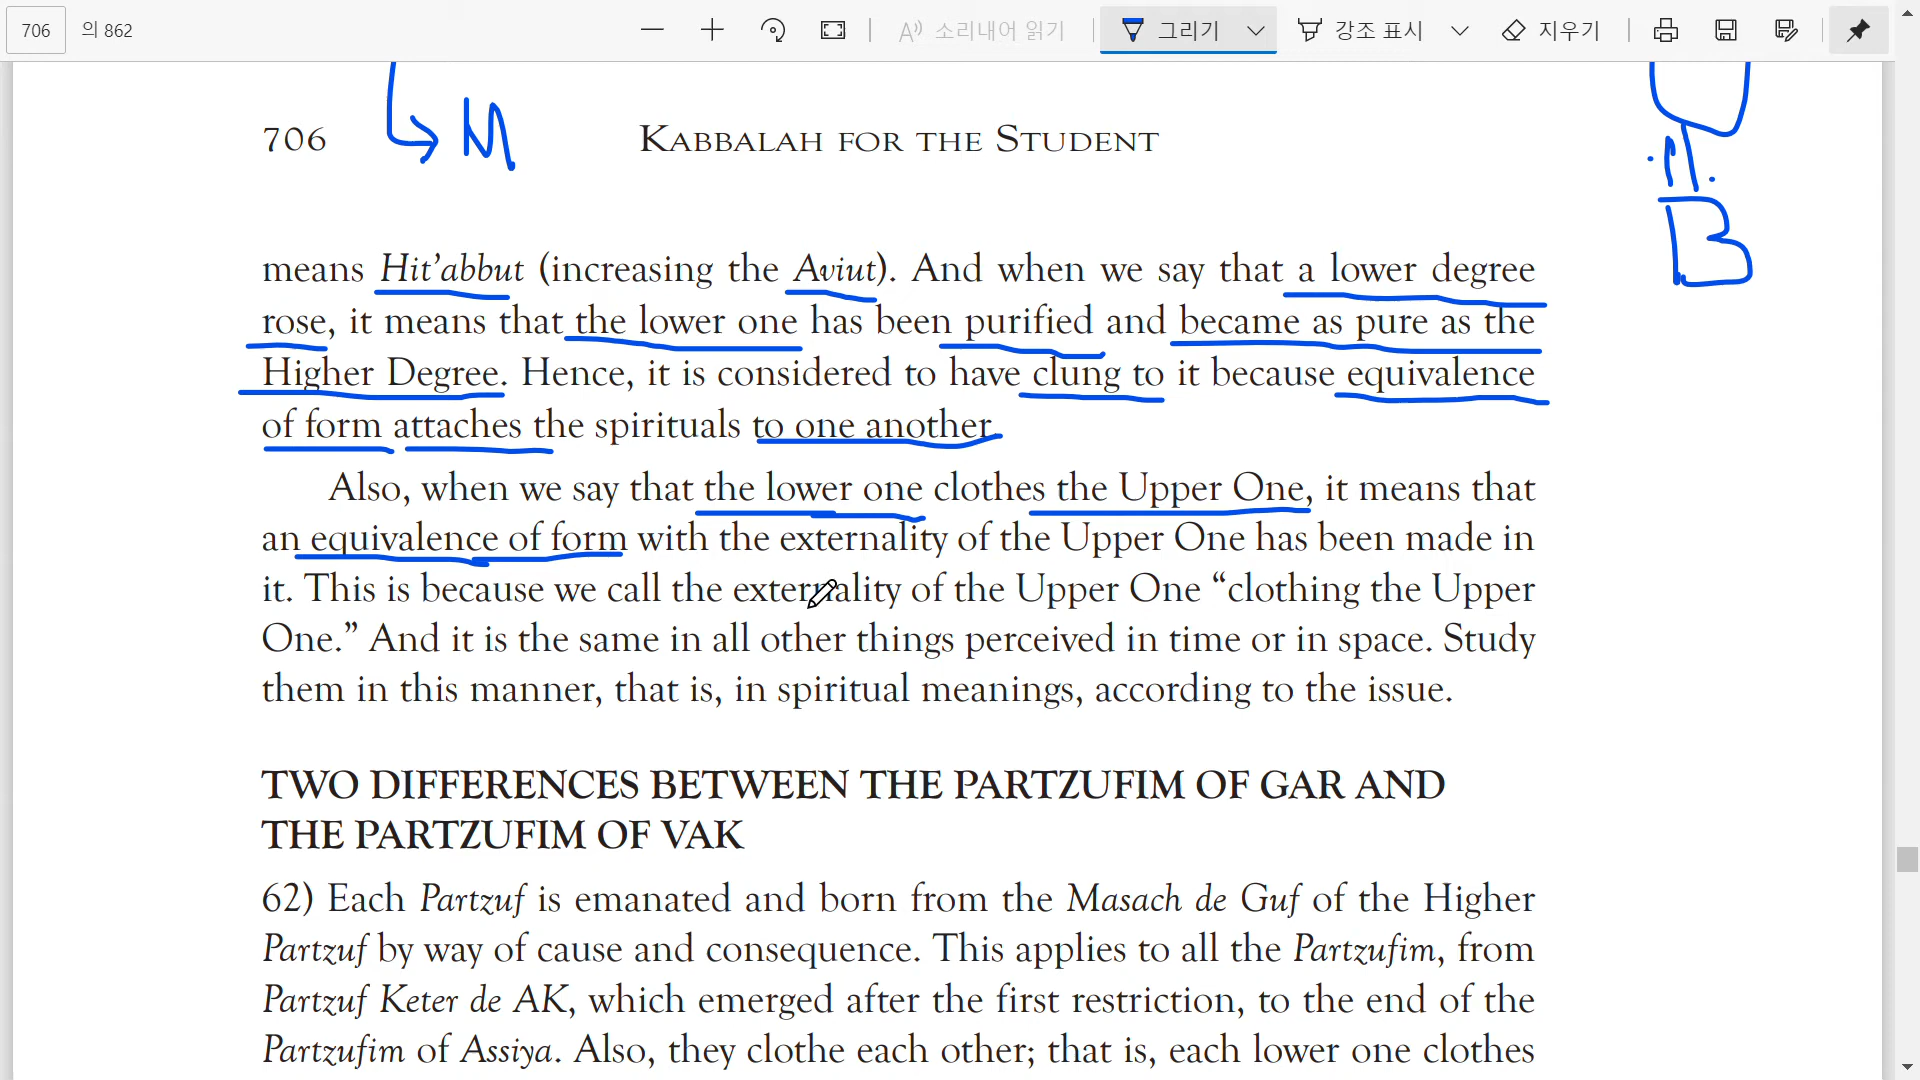 706 의 862 소리내어 읽기 그리기 강조 표시 지우기
706 M KABBALAH FOR THE STUDENT
B
means Hit’abbut (increasing the Aviut). And when we say that a lower degree
rose, it means that the lower one has been purified and became as pure as the
Higher Degree. Hence, it is considered to have clung to it because equivalence
of form attaches the spirituals to one another.
Also, when we say that the lower one clothes the Upper One, it means that
an equivalence of form with the externality of the Upper One has been made in
it. This is because we call the externality of the Upper One “clothing the Upper
One.” And it is the same in all other things perceived in time or in space. Study
them in this manner, that is, in spiritual meanings, according to the issue.
TWO DIFFERENCES BETWEEN THE PARTZUFIM OF GAR AND
THE PARTZUFIM OF VAK
62) Each Partzuf is emanated and born from the Masach de Guf of the Higher
Partzuf by way of cause and consequence. This applies to all the Partzufim, from
Partzuf Keter de AK, which emerged after the first restriction, to the end of the
Partzufim of Assiya. Also, they clothe each other; that is, each lower one clothes